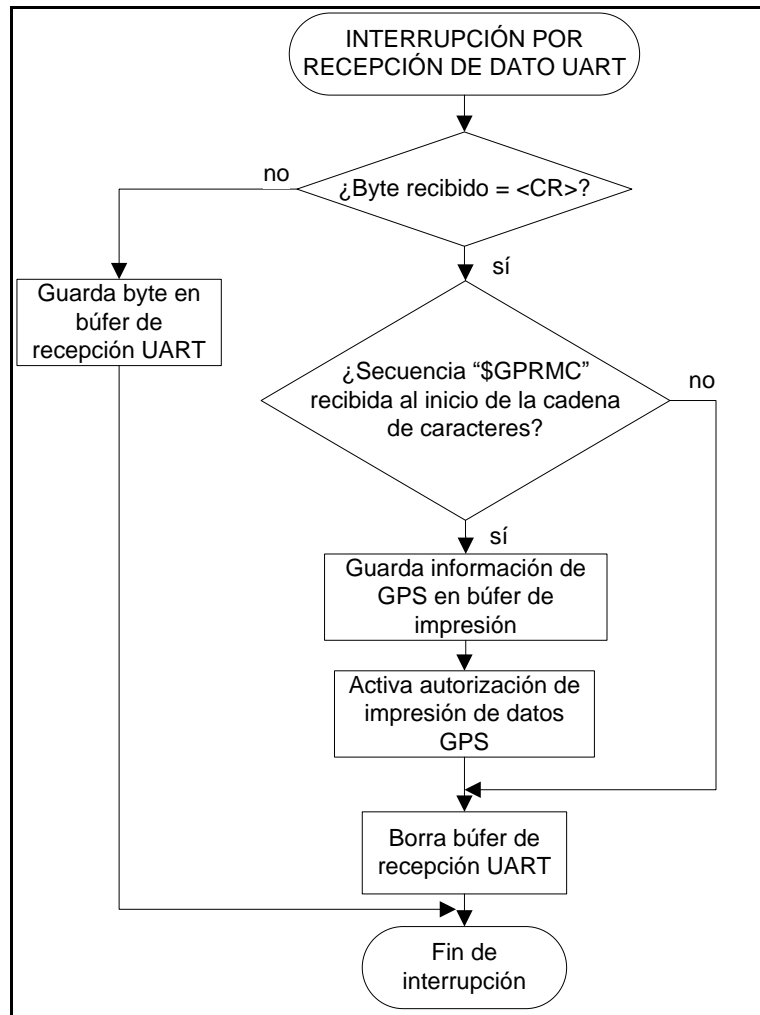 INTERRUPCIÓN POR
RECEPCIÓN DE DATO UART
no
¿Byte recibido = <CR>?
sí
Guarda byte en
búfer de
recepción UART
¿Secuencia “$GPRMC”
recibida al inicio de la cadena
de caracteres?
no
sí
Guarda información de
GPS en búfer de
impresión
Activa autorización de
impresión de datos
GPS
Borra búfer de
recepción UART
Fin de
interrupción